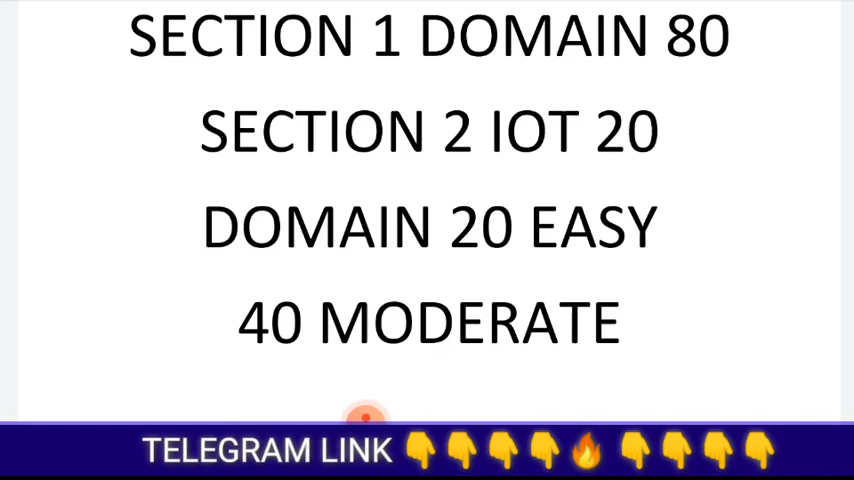 SECTION 1 DOMAIN 80
SECTION 2 IOT 20
DOMAIN 20 EASY
40 MODERATE
TELEGRAM LINK 👇👇👇👇🔥👇👇👇👇